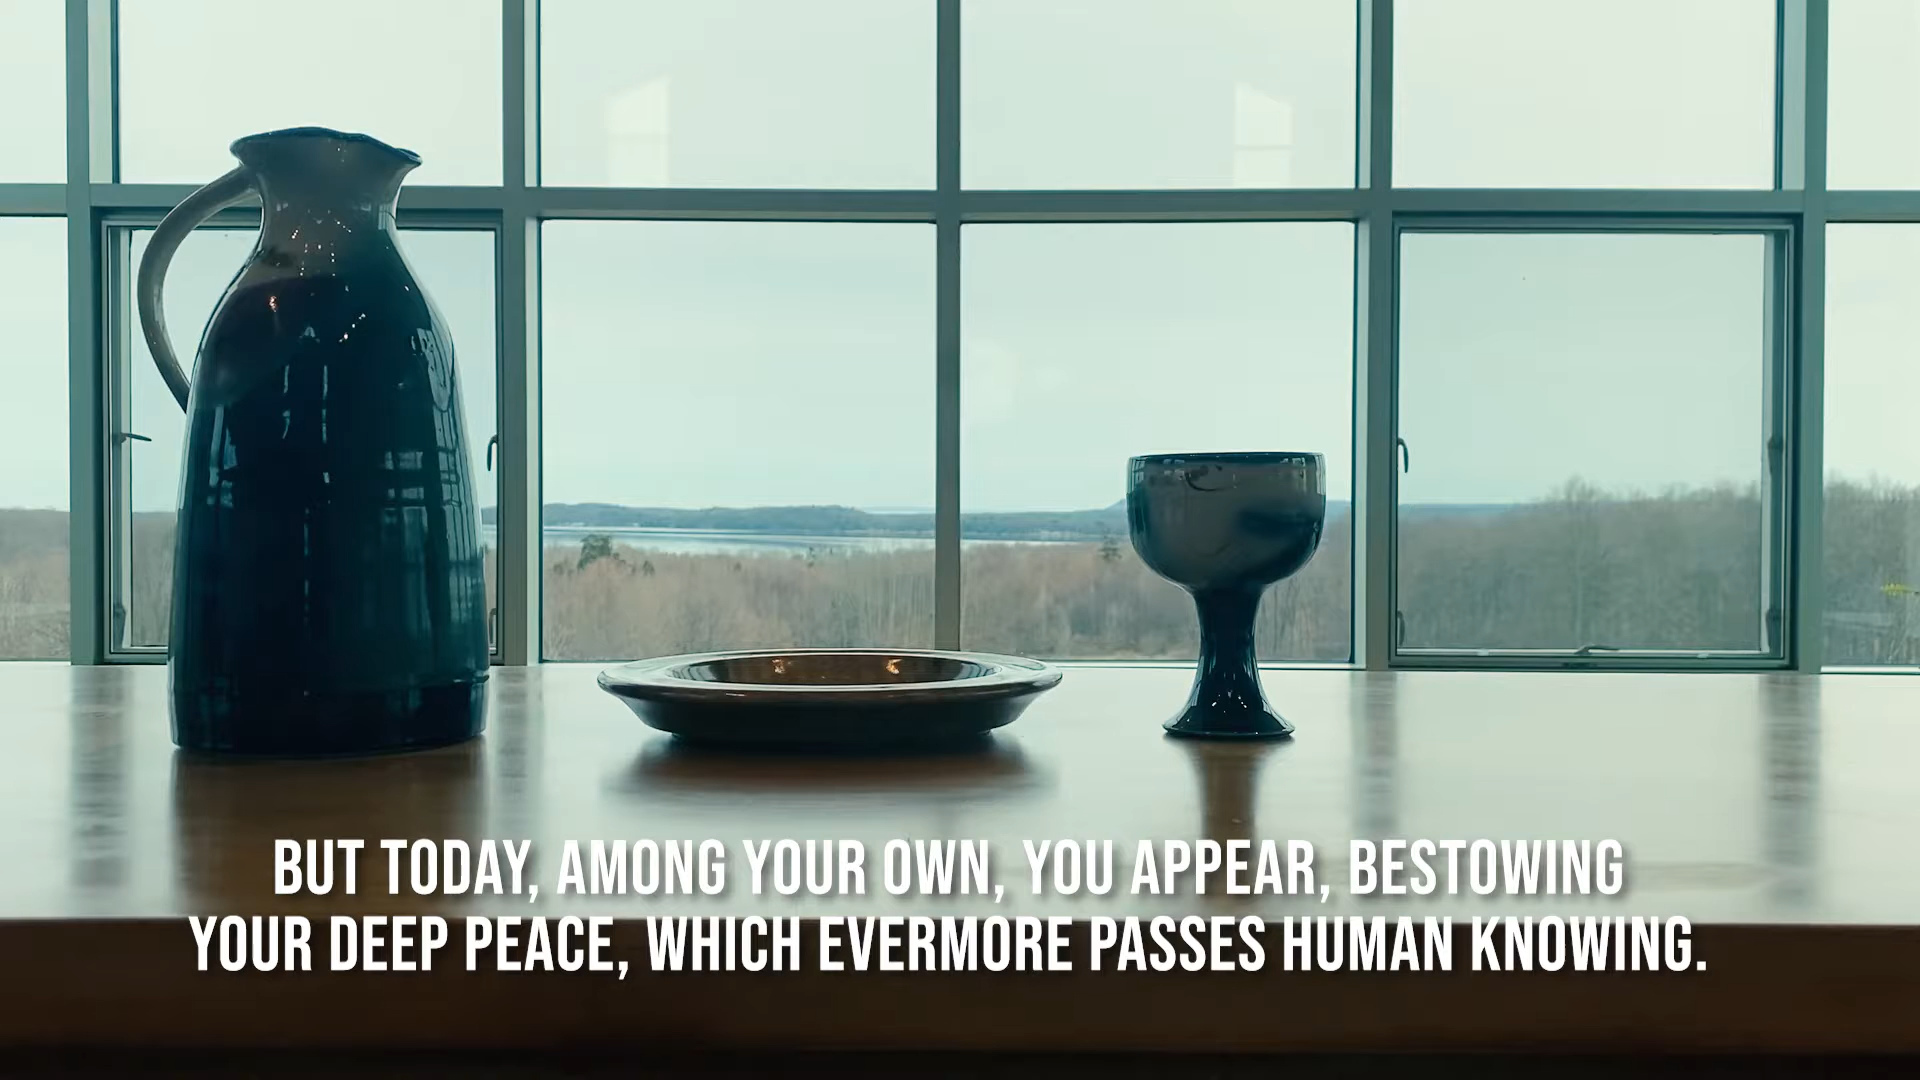 BUT TODAY, AMONG YOUR OWN, YOU APPEAR, BESTOWING
YOUR DEEP PEACE, WHICH EVERMORE PASSES HUMAN KNOWING.